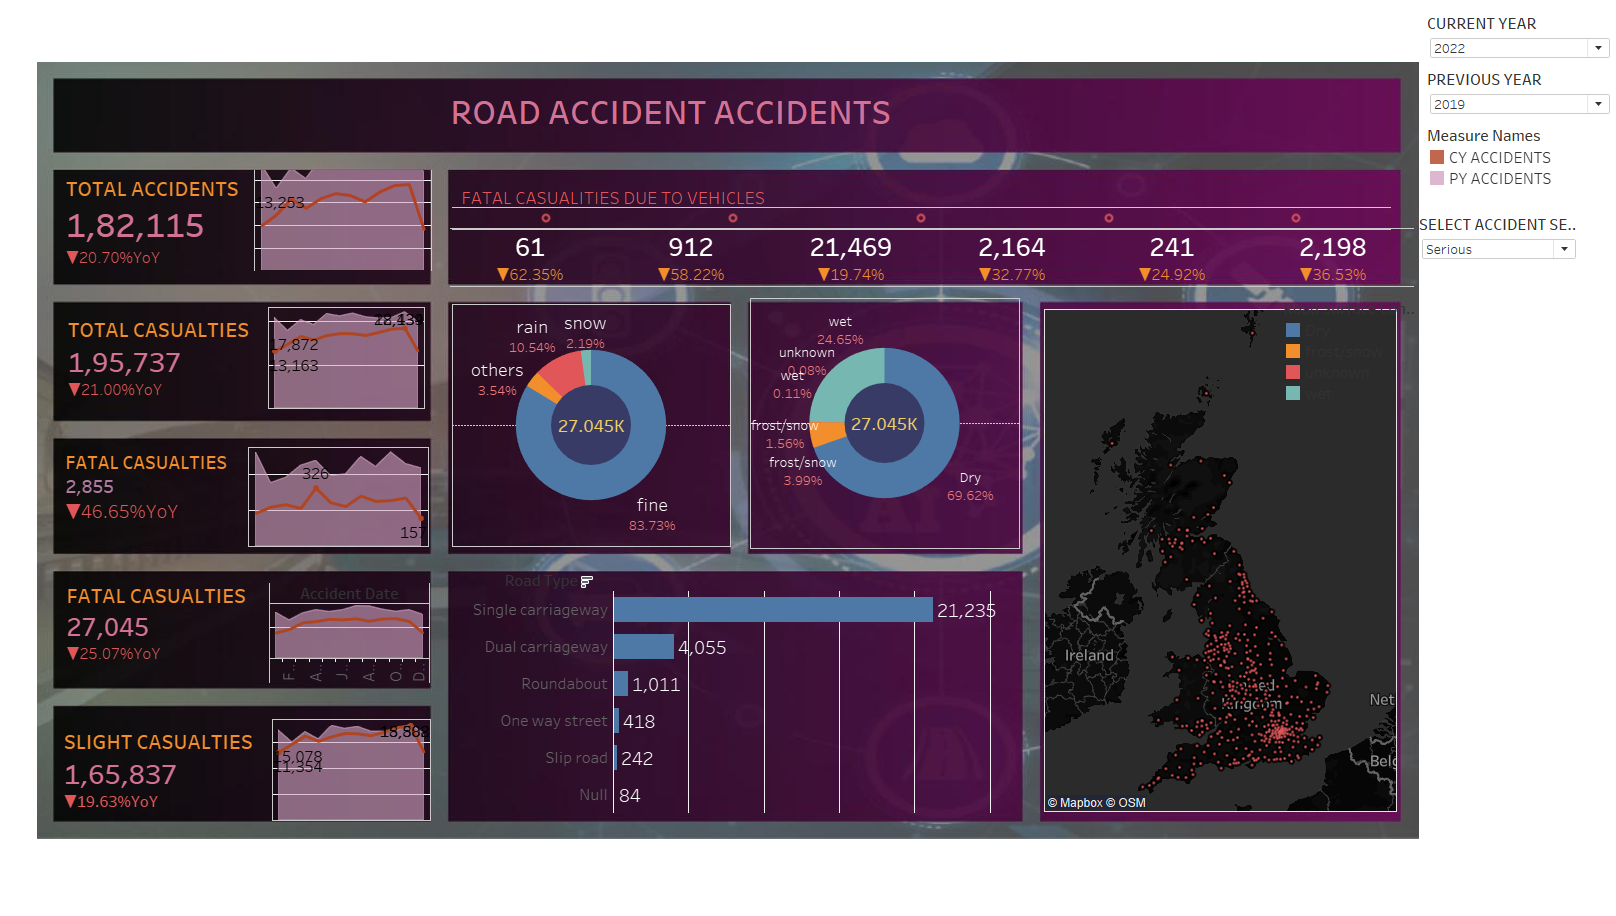 CURRENT YEAR
2022
PREVIOUS YEAR
2019
Measure Names
CY ACCIDENTS
PY ACCIDENTS
SELECT ACCIDENT SE..
Serious
ROAD ACCIDENT ACCIDENTS
TOTAL ACCIDENTS
1,82,115
▼20.70%YoY
13,253
FATAL CASUALITIES DUE TO VEHICLES
61 912 21,469 2,164 241 2,198
▼62.35% ▼58.22% ▼19.74% ▼32.77% ▼24.92% ▼36.53%
TOTAL CASUALTIES
1,95,737
▼21.00%YoY
17,872
13,163
FATAL CASUALTIES
2,855
▼46.65%YoY
326
157
FATAL CASUALTIES
27,045
▼25.07%YoY
Accident Date
F..
A..
J..
A..
O..
D..
SLIGHT CASUALTIES
1,65,837
▼19.63%YoY
15,078
11,354
rain
10.54%
snow
2.19%
others
3.54%
27.045K
fine
83.73%
wet
24.65%
unknown
0.08%
wet
0.11%
frost/snow
1.56%
frost/snow
3.99%
27.045K
Dry
69.62%
Road Type
Single carriageway 21,235
Dual carriageway 4,055
Roundabout 1,011
One way street 418
Slip road 242
Null 84
Dry
frost/snow
unknown
wet
Ireland
United
Kingdom
Net
Belg
© Mapbox © OSM